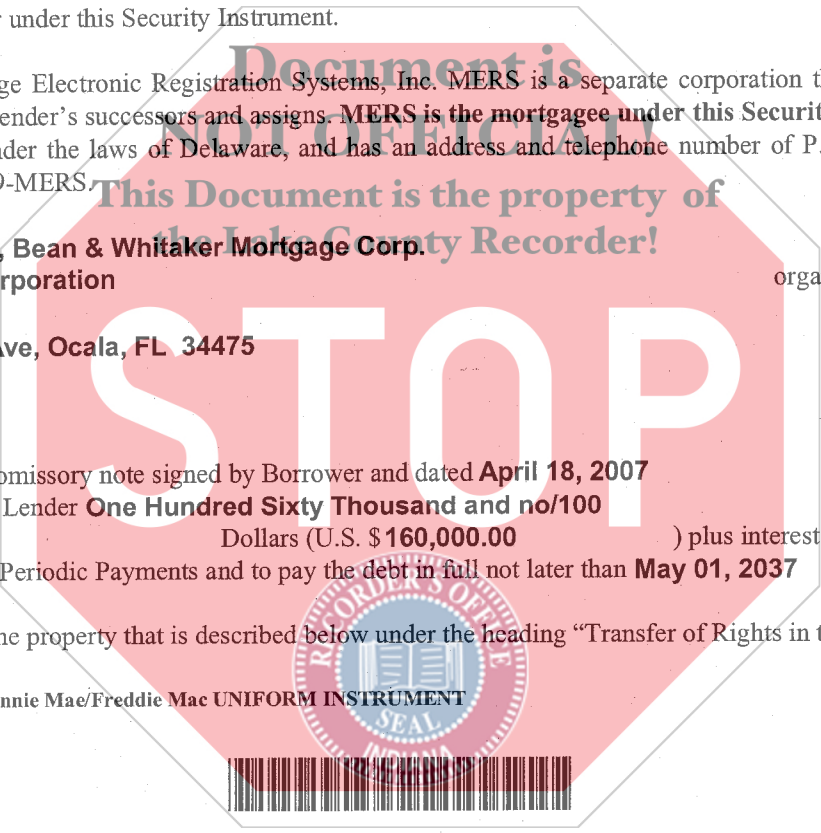 under this Security Instrument.
Document is
ge Electronic Registration Systems, Inc. MERS is a separate corporation
ender's successors and assigns. MERS is the mortgagee under this Securit
NOT OFFICIAL!
nder the laws of Delaware, and has an address and telephone number of P.
9-MERS.
This Document is the property of
the Lake County Recorder!
, Bean & Whitaker Mortgage Corp.
rporation orga
Ave, Ocala, FL 34475
STOP
omissory note signed by Borrower and dated April 18, 2007
Lender One Hundred Sixty Thousand and no/100
Dollars (U.S. $160,000.00 ) plus interest
Periodic Payments and to pay the debt in full not later than May 01, 2037
he property that is described below under the heading “Transfer of Rights in t
nnie Mae/Freddie Mac UNIFORM INSTRUMENT
RECORDER'S OFFICE
SEAL
INDIANA